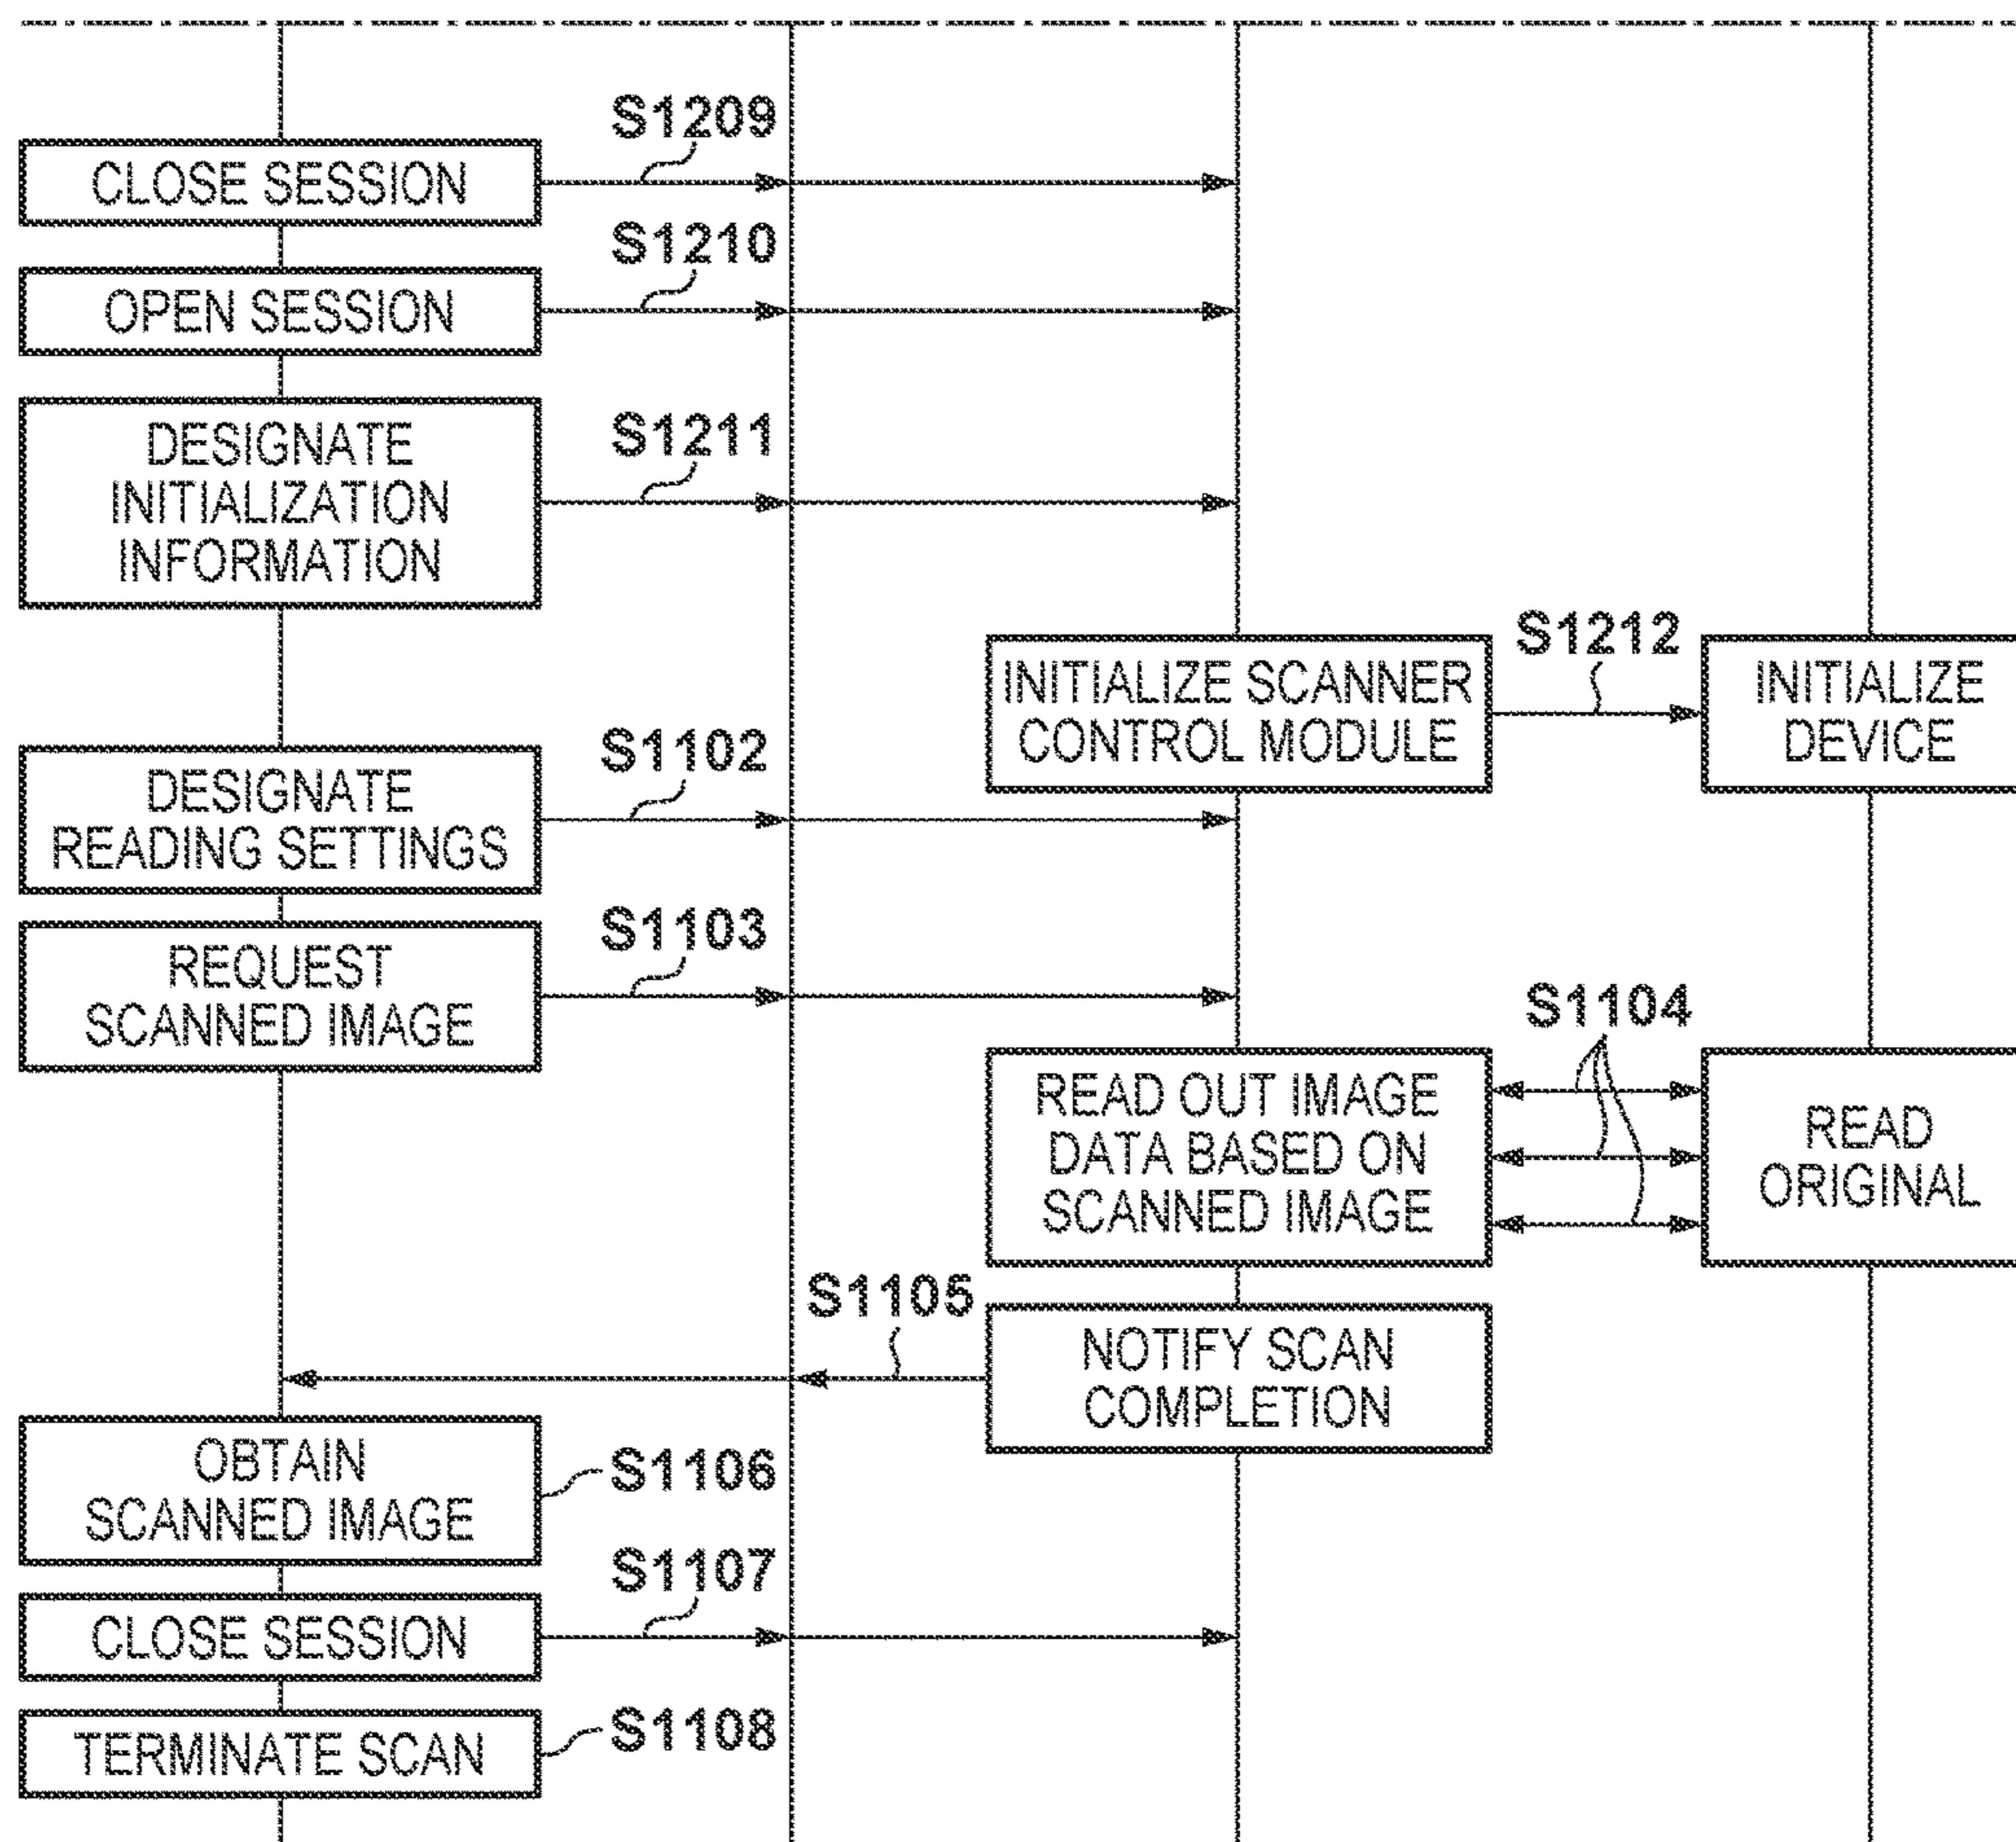 S1209
CLOSE SESSION
S1210
OPEN SESSION
S1211
DESIGNATE
INITIALIZATION
INFORMATION
S1212
INITIALIZE SCANNER
CONTROL MODULE
INITIALIZE
DEVICE
S1102
DESIGNATE
READING SETTINGS
S1103
REQUEST
SCANNED IMAGE
S1104
READ OUT IMAGE
DATA BASED ON
SCANNED IMAGE
READ
ORIGINAL
S1105
NOTIFY SCAN
COMPLETION
OBTAIN
SCANNED IMAGE
S1106
S1107
CLOSE SESSION
S1108
TERMINATE SCAN